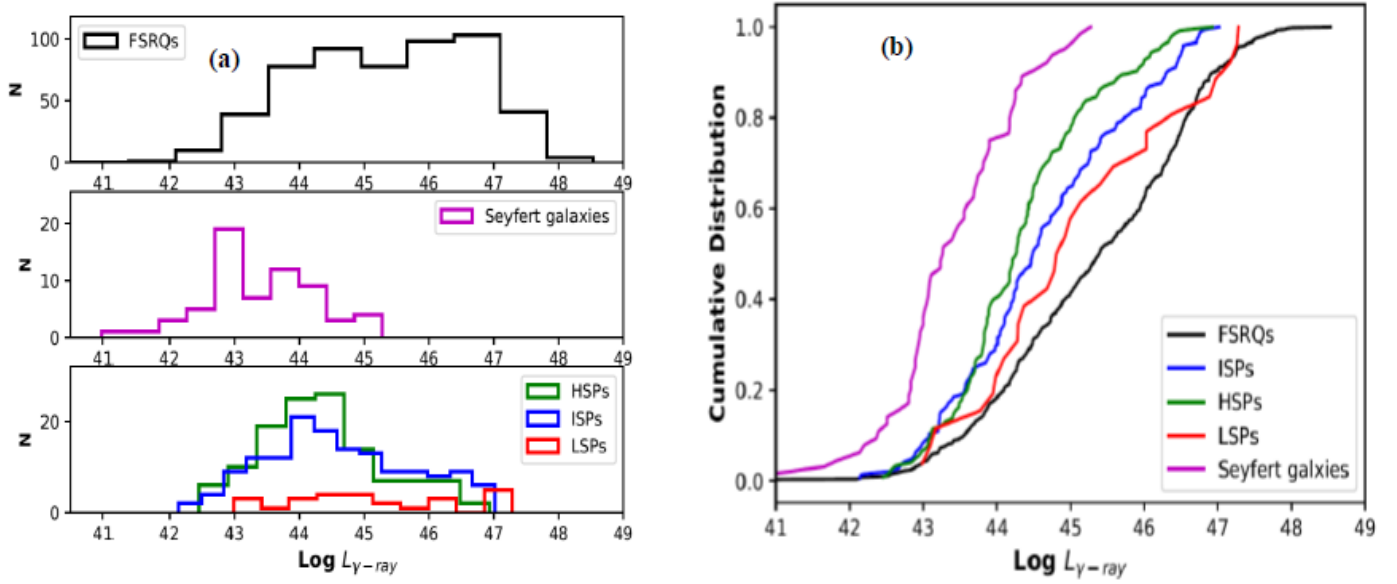 FSRQs
(a)
N
100
50
0
41 42 43 44 45 46 47 48 49
Seyfert galaxies
N
20
10
0
41 42 43 44 45 46 47 48 49
HSPs
ISPs
LSPs
N
20
0
41 42 43 44 45 46 47 48 49
Log Lγ−ray
(b)
Cumulative Distribution
1.0
0.8
0.6
0.4
0.2
0.0
FSRQs
ISPs
HSPs
LSPs
Seyfert galxies
41 42 43 44 45 46 47 48 49
Log Lγ−ray